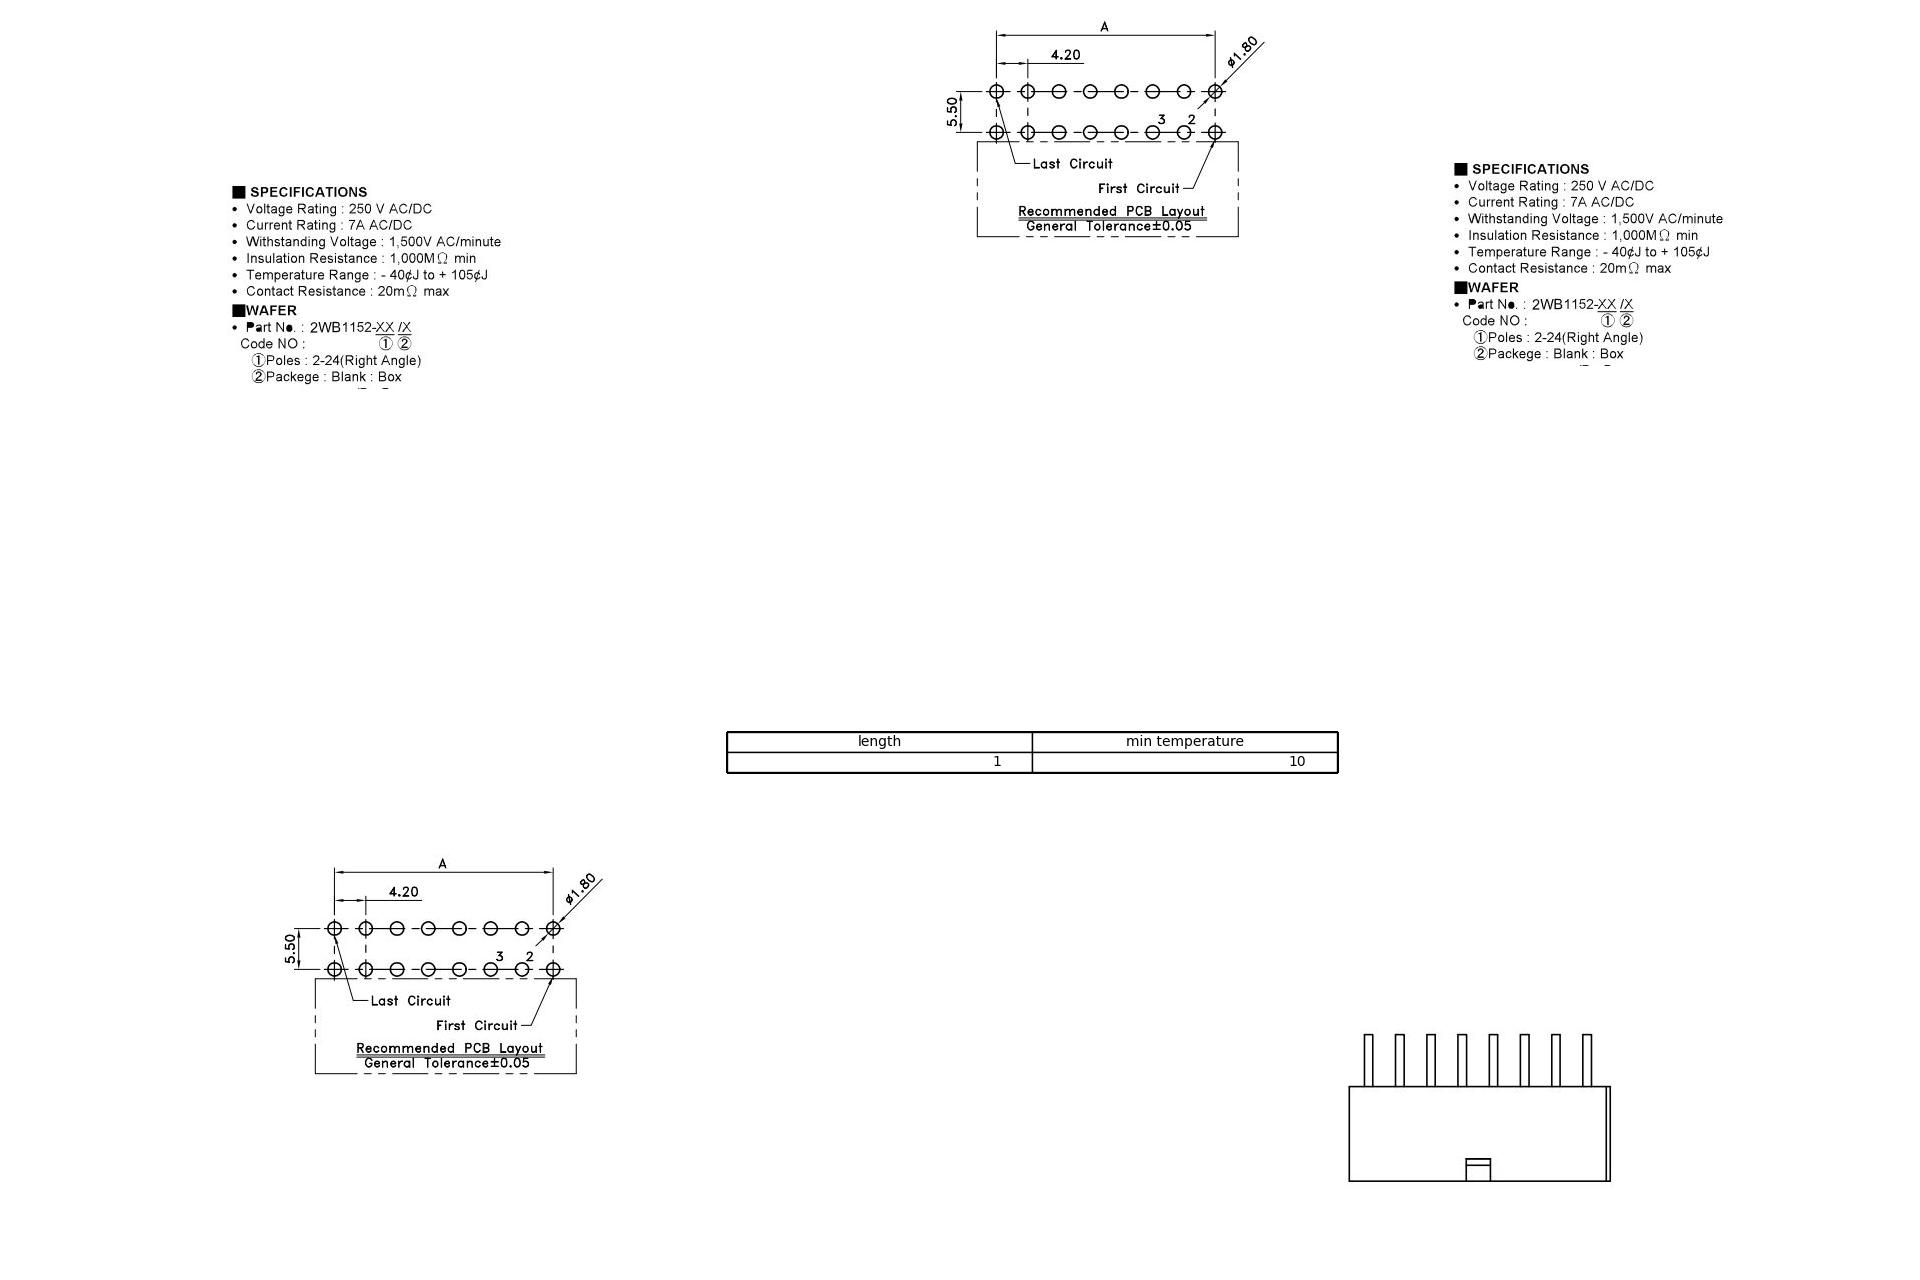 A
4.20
ø1.80
5.50
3 2
Last Circuit
First Circuit
Recommended PCB Layout
General Tolerance±0.05
■ SPECIFICATIONS
• Voltage Rating : 250 V AC/DC
• Current Rating : 7A AC/DC
• Withstanding Voltage : 1,500V AC/minute
• Insulation Resistance : 1,000MΩ min
• Temperature Range : - 40¢J to + 105¢J
• Contact Resistance : 20mΩ max
■WAFER
• Part No. : 2WB1152-XX /X
Code NO : ① ②
①Poles : 2-24(Right Angle)
②Packege : Blank : Box
■ SPECIFICATIONS
• Voltage Rating : 250 V AC/DC
• Current Rating : 7A AC/DC
• Withstanding Voltage : 1,500V AC/minute
• Insulation Resistance : 1,000MΩ min
• Temperature Range : - 40¢J to + 105¢J
• Contact Resistance : 20mΩ max
■WAFER
• Part No. : 2WB1152-XX /X
Code NO : ① ②
①Poles : 2-24(Right Angle)
②Packege : Blank : Box
length min temperature
1 10
A
4.20
ø1.80
5.50
3 2
Last Circuit
First Circuit
Recommended PCB Layout
General Tolerance±0.05